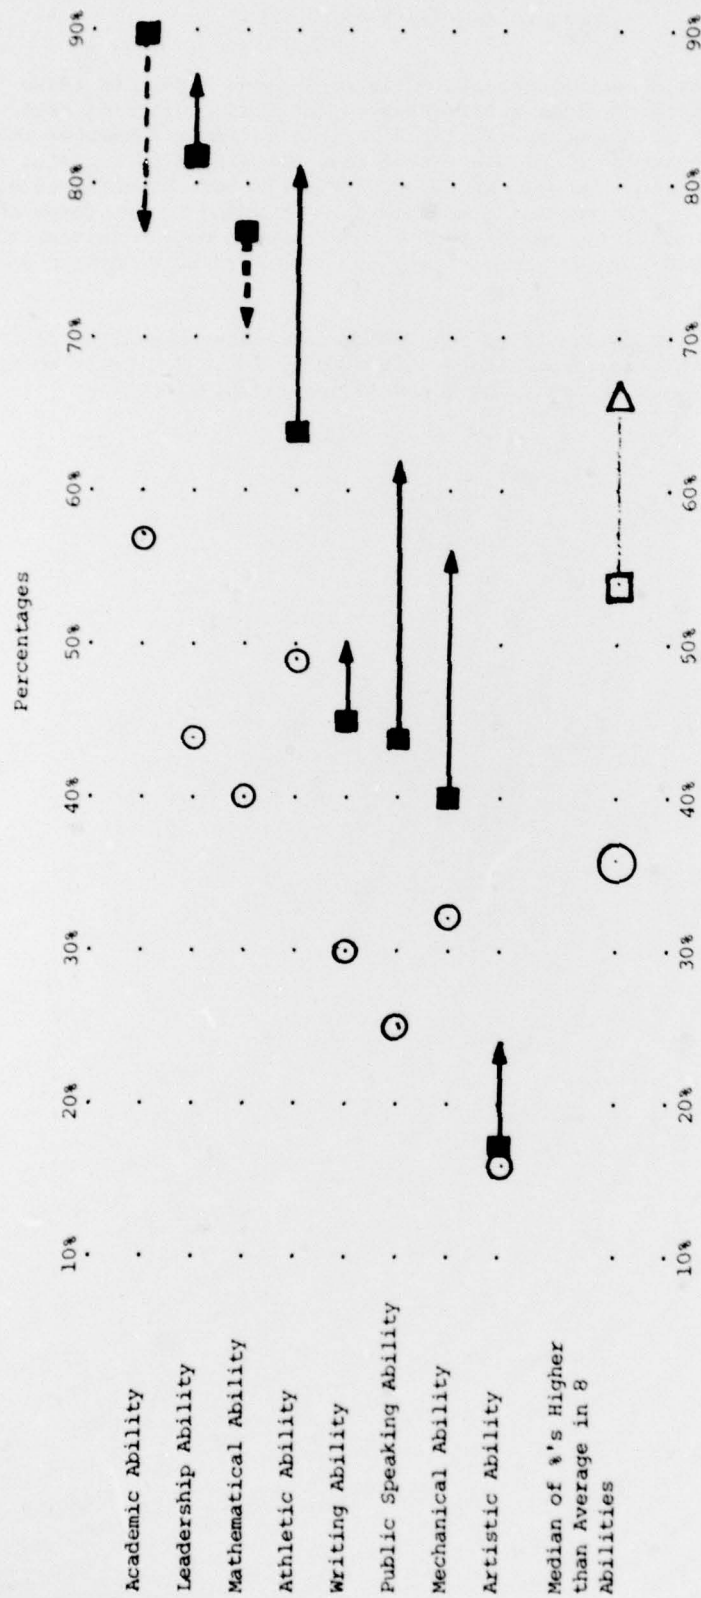 Percentages
10% 20% 30% 40% 50% 60% 70% 80% 90%
Academic Ability
Leadership Ability
Mathematical Ability
Athletic Ability
Writing Ability
Public Speaking Ability
Mechanical Ability
Artistic Ability
Median of %'s Higher
than Average in 8
Abilities
10% 20% 30% 40% 50% 60% 70% 80% 90%